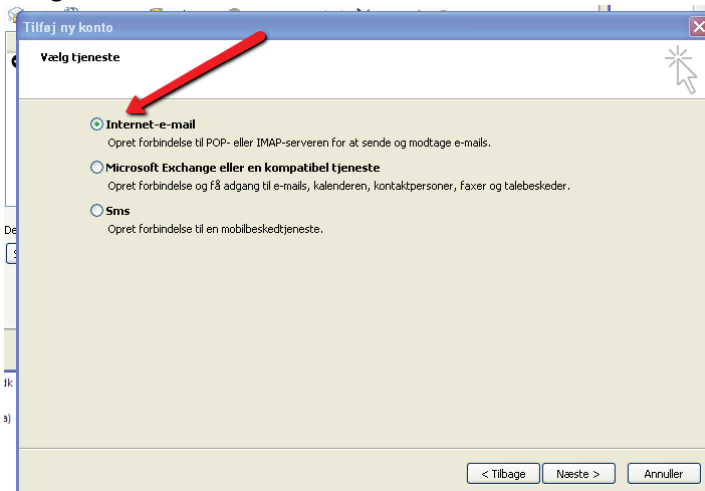 Tilføj ny konto
Vælg tjeneste
Internet-e-mail
Opret forbindelse til POP- eller IMAP-serveren for at sende og modtage e-mails.
Microsoft Exchange eller en kompatibel tjeneste
Opret forbindelse og få adgang til e-mails, kalenderen, kontaktpersoner, faxer og talebeskeder.
Sms
Opret forbindelse til en mobilbeskedtjeneste.
De
dk
a)
< Tilbage
Næste >
Annuller